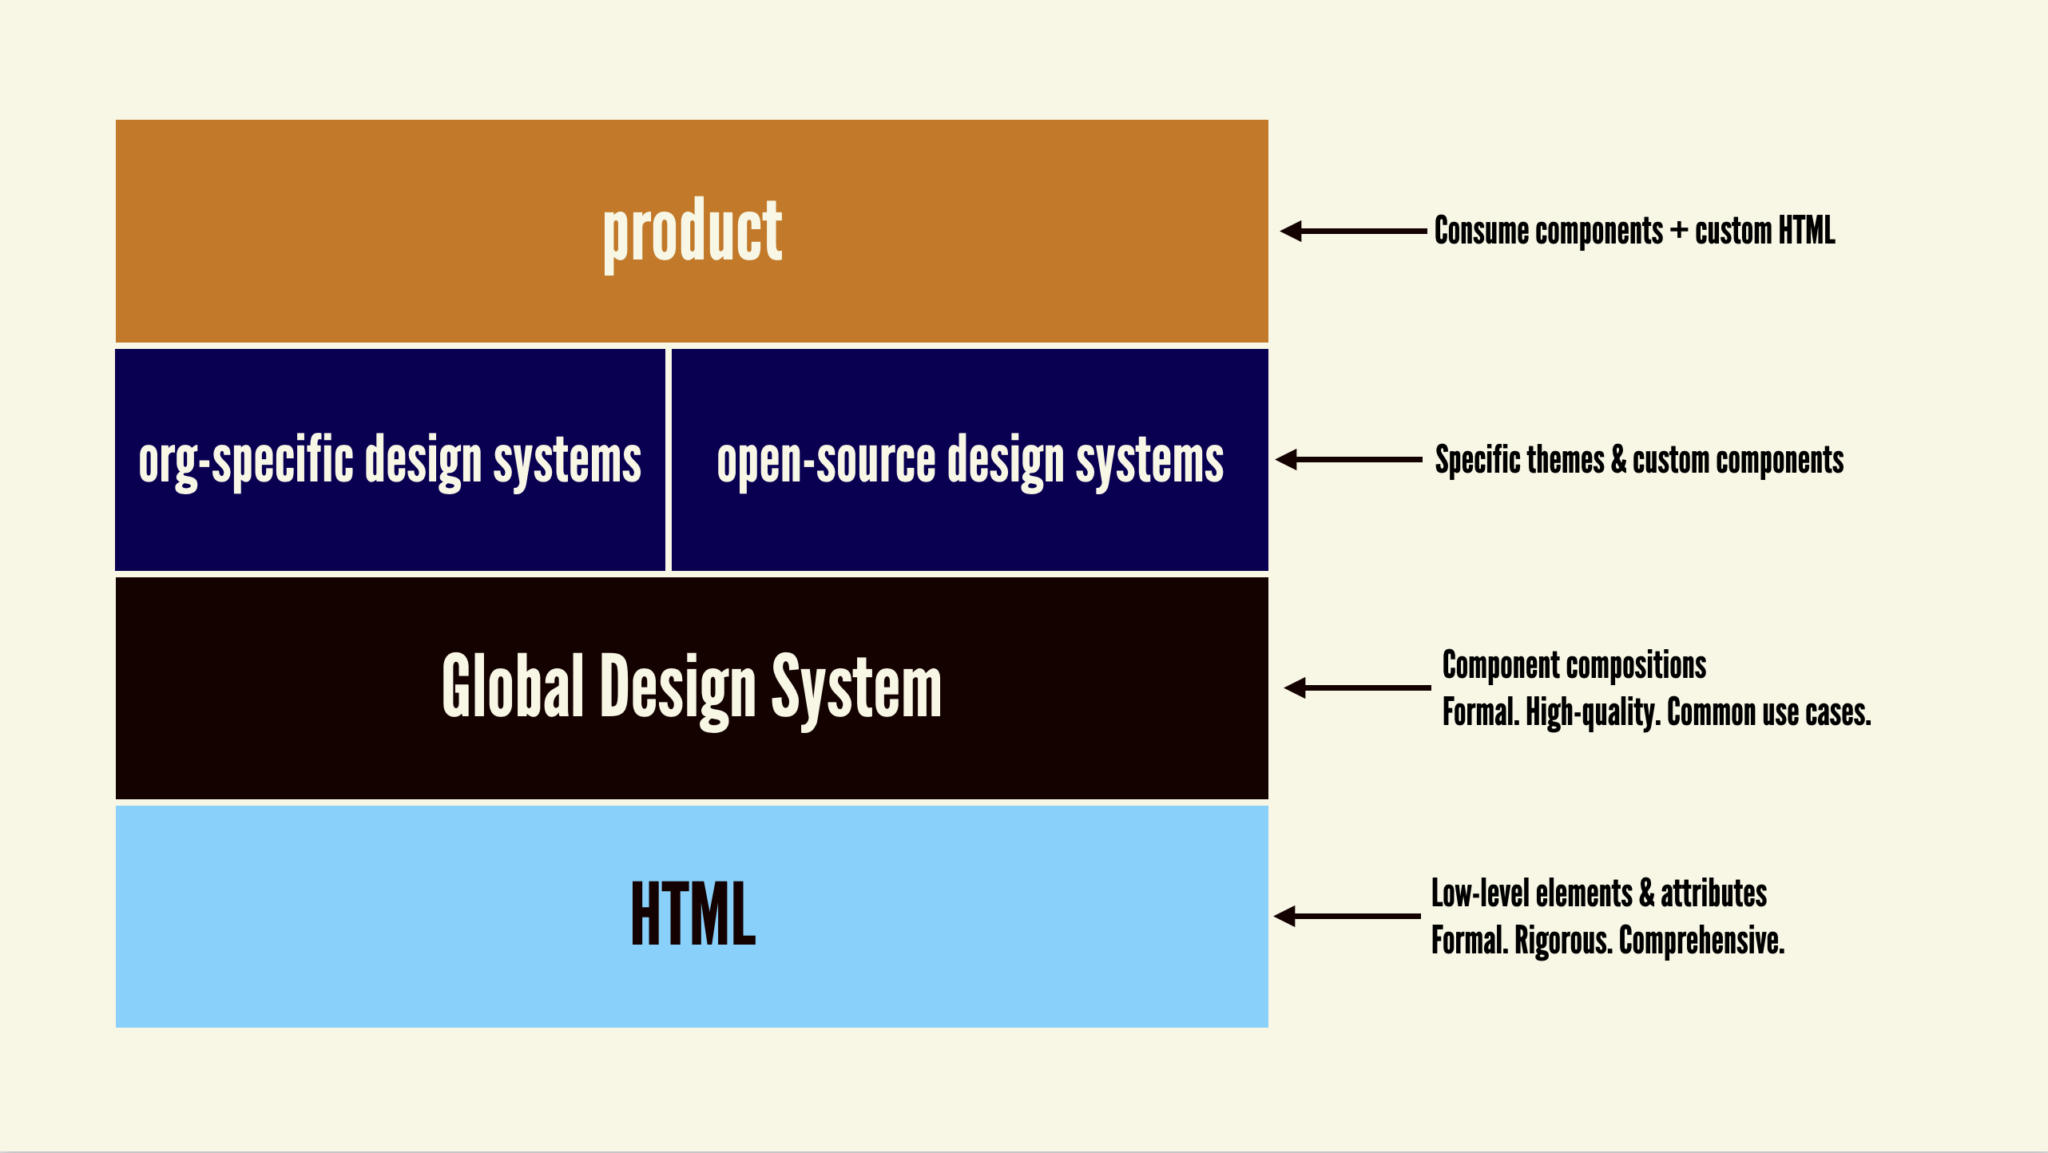 product
Consume components + custom HTML
org-specific design systems
open-source design systems
Specific themes & custom components
Global Design System
Component compositions
Formal. High-quality. Common use cases.
HTML
Low-level elements & attributes
Formal. Rigorous. Comprehensive.